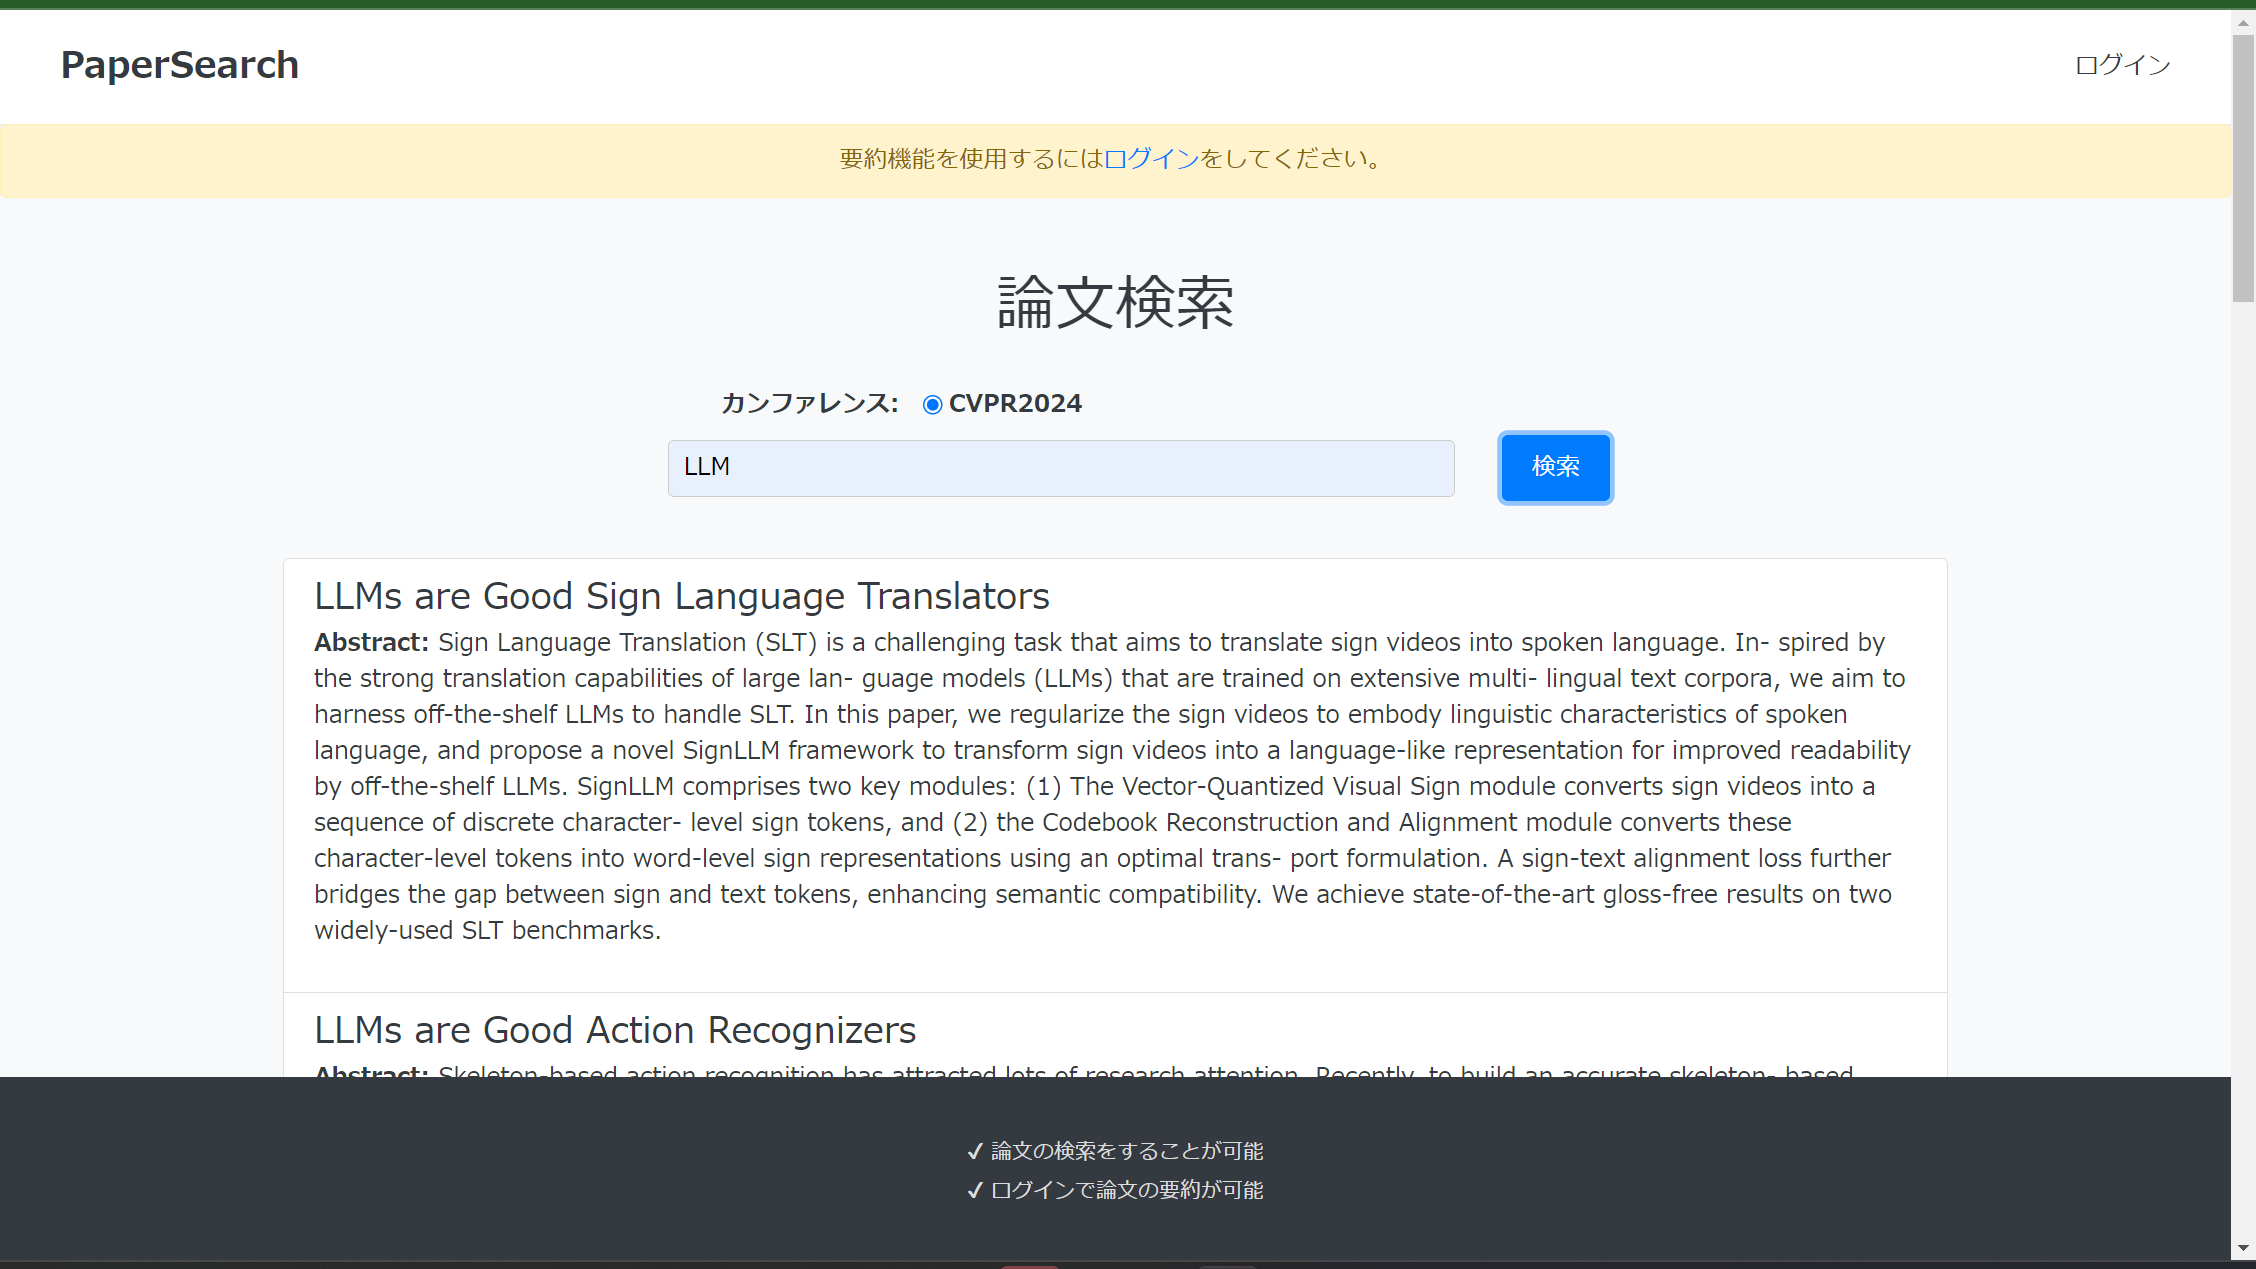 PaperSearch
ログイン
要約機能を使用するにはログインをしてください。
論文検索
カンファレンス: CVPR2024
LLM
検索
LLMs are Good Sign Language Translators
Abstract: Sign Language Translation (SLT) is a challenging task that aims to translate sign videos into spoken language. In- spired by
the strong translation capabilities of large lan- guage models (LLMs) that are trained on extensive multi- lingual text corpora, we aim to
harness off-the-shelf LLMs to handle SLT. In this paper, we regularize the sign videos to embody linguistic characteristics of spoken
language, and propose a novel SignLLM framework to transform sign videos into a language-like representation for improved readability
by off-the-shelf LLMs. SignLLM comprises two key modules: (1) The Vector-Quantized Visual Sign module converts sign videos into a
sequence of discrete character- level sign tokens, and (2) the Codebook Reconstruction and Alignment module converts these
character-level tokens into word-level sign representations using an optimal trans- port formulation. A sign-text alignment loss further
bridges the gap between sign and text tokens, enhancing semantic compatibility. We achieve state-of-the-art gloss-free results on two
widely-used SLT benchmarks.
LLMs are Good Action Recognizers
Abstract: Skeleton-based action recognition has attracted lots of research attention. Recently, to build an accurate skeleton- based
✓ 論文の検索をすることが可能
✓ ログインで論文の要約が可能